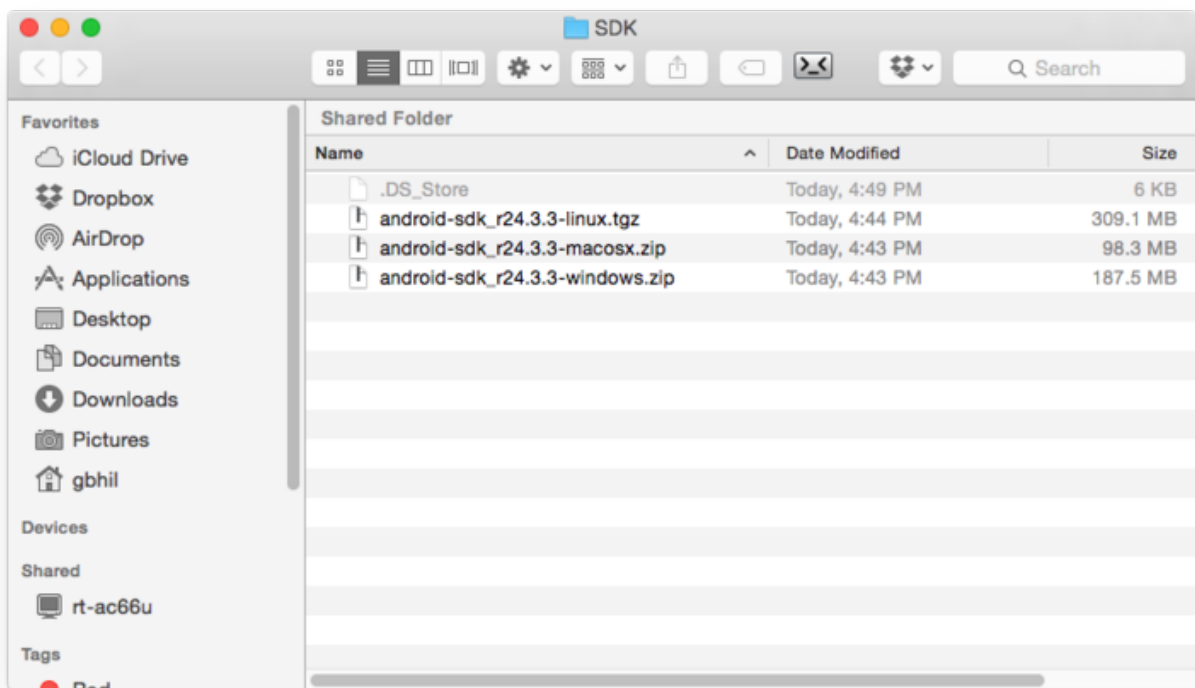 SDK
Search
Favorites
iCloud Drive
Dropbox
AirDrop
Applications
Desktop
Documents
Downloads
Pictures
gbhil
Devices
Shared
rt-ac66u
Tags
Red
Shared Folder
Name Date Modified Size
.DS_Store Today, 4:49 PM 6 KB
android-sdk_r24.3.3-linux.tgz Today, 4:44 PM 309.1 MB
android-sdk_r24.3.3-macosx.zip Today, 4:43 PM 98.3 MB
android-sdk_r24.3.3-windows.zip Today, 4:43 PM 187.5 MB